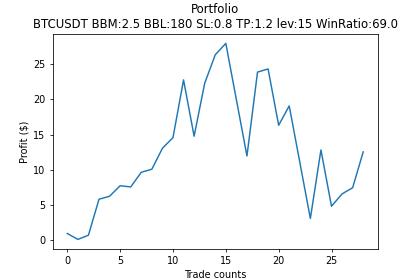 Portfolio
BTCUSDT BBM:2.5 BBL:180 SL:0.8 TP:1.2 lev:15 WinRatio:69.0
Profit ($)
25
20
15
10
5
0
0 5 10 15 20 25
Trade counts